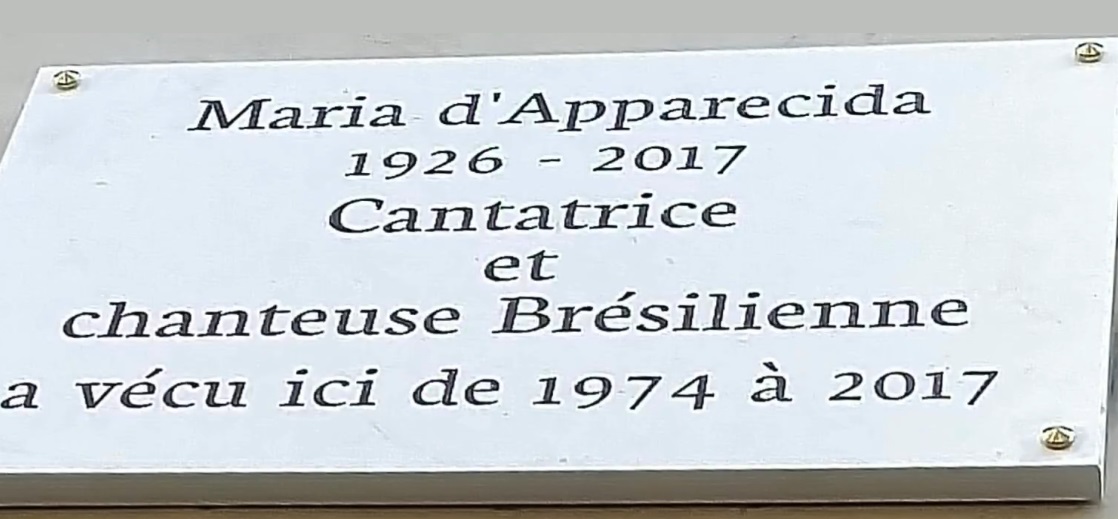 Maria d'Apparecida
1926 - 2017
Cantatrice
et
chanteuse Brésilienne
a vécu ici de 1974 à 2017